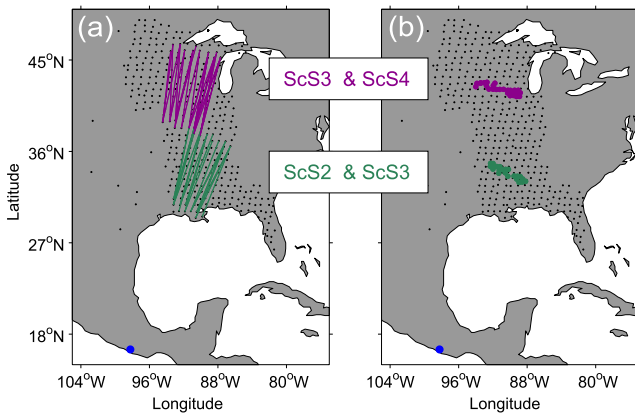 (a)
(b)
45°N
ScS3 & ScS4
36°N
ScS2 & ScS3
Latitude
27°N
18°N
104°W 96°W 88°W 80°W
104°W 96°W 88°W 80°W
Longitude
Longitude